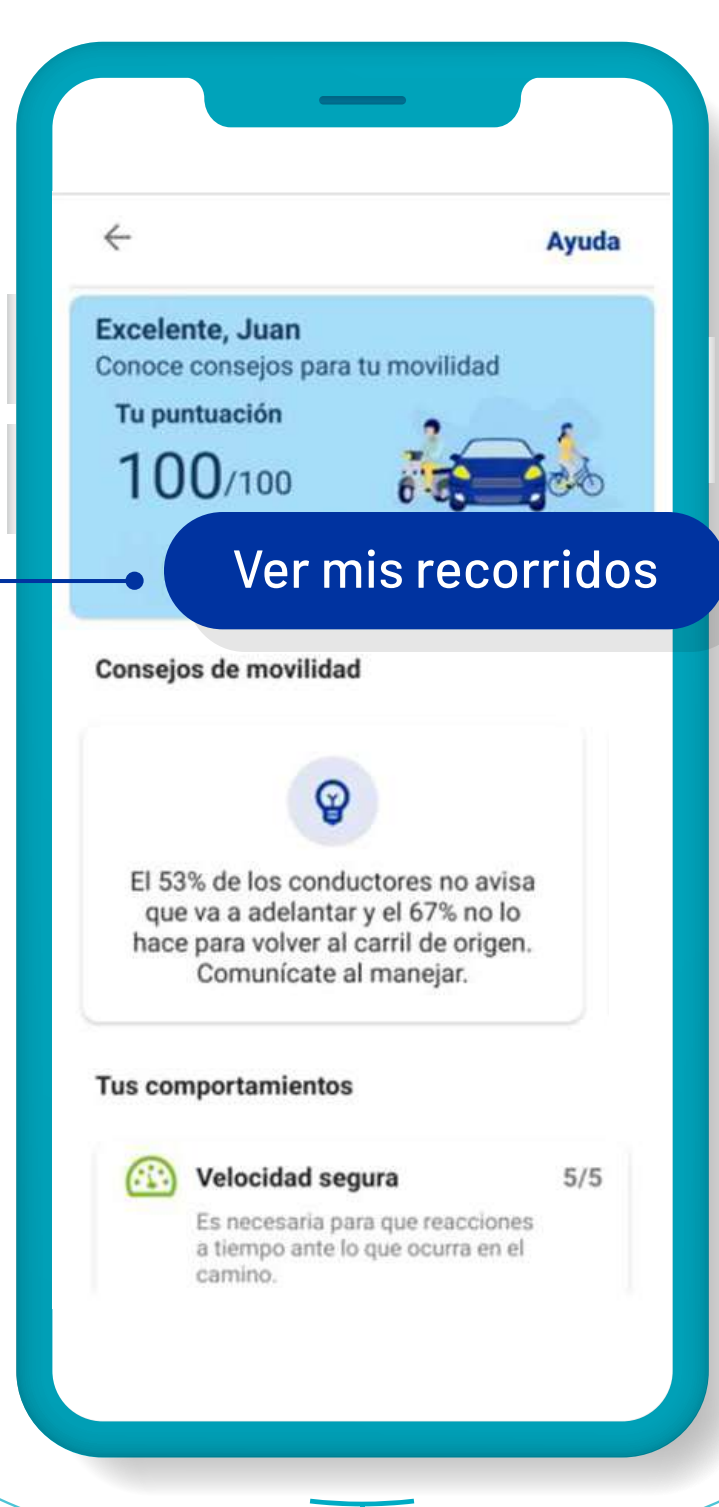 Ayuda
Excelente, Juan
Conoce consejos para tu movilidad
Tu puntuación
100/100
Ver mis recorridos
Consejos de movilidad
El 53% de los conductores no avisa
que va a adelantar y el 67% no lo
hace para volver al carril de origen.
Comunícate al manejar.
Tus comportamientos
Velocidad segura 5/5
Es necesaria para que reacciones
a tiempo ante lo que ocurra en el
camino.